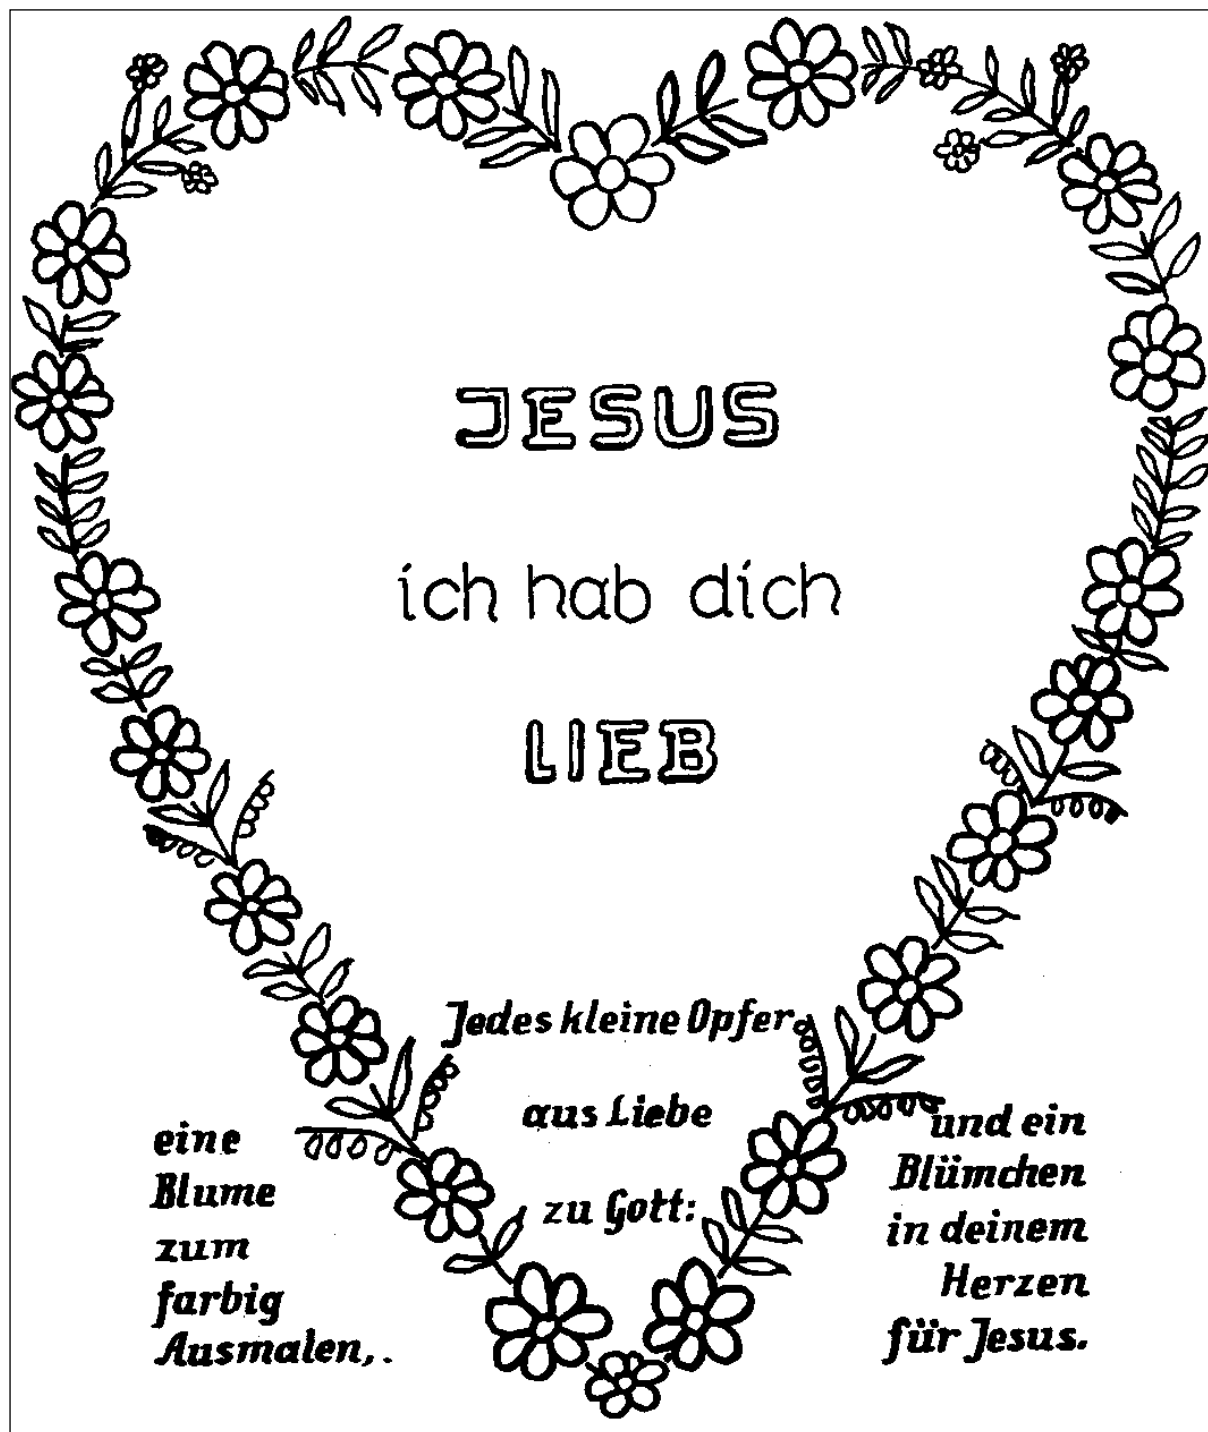 JESUS
ich hab dich
LIEB
Jedes kleine Opfer
aus Liebe
zu Gott:
eine
Blume
zum
farbig
Ausmalen,.
und ein
Blümchen
in deinem
Herzen
für Jesus.